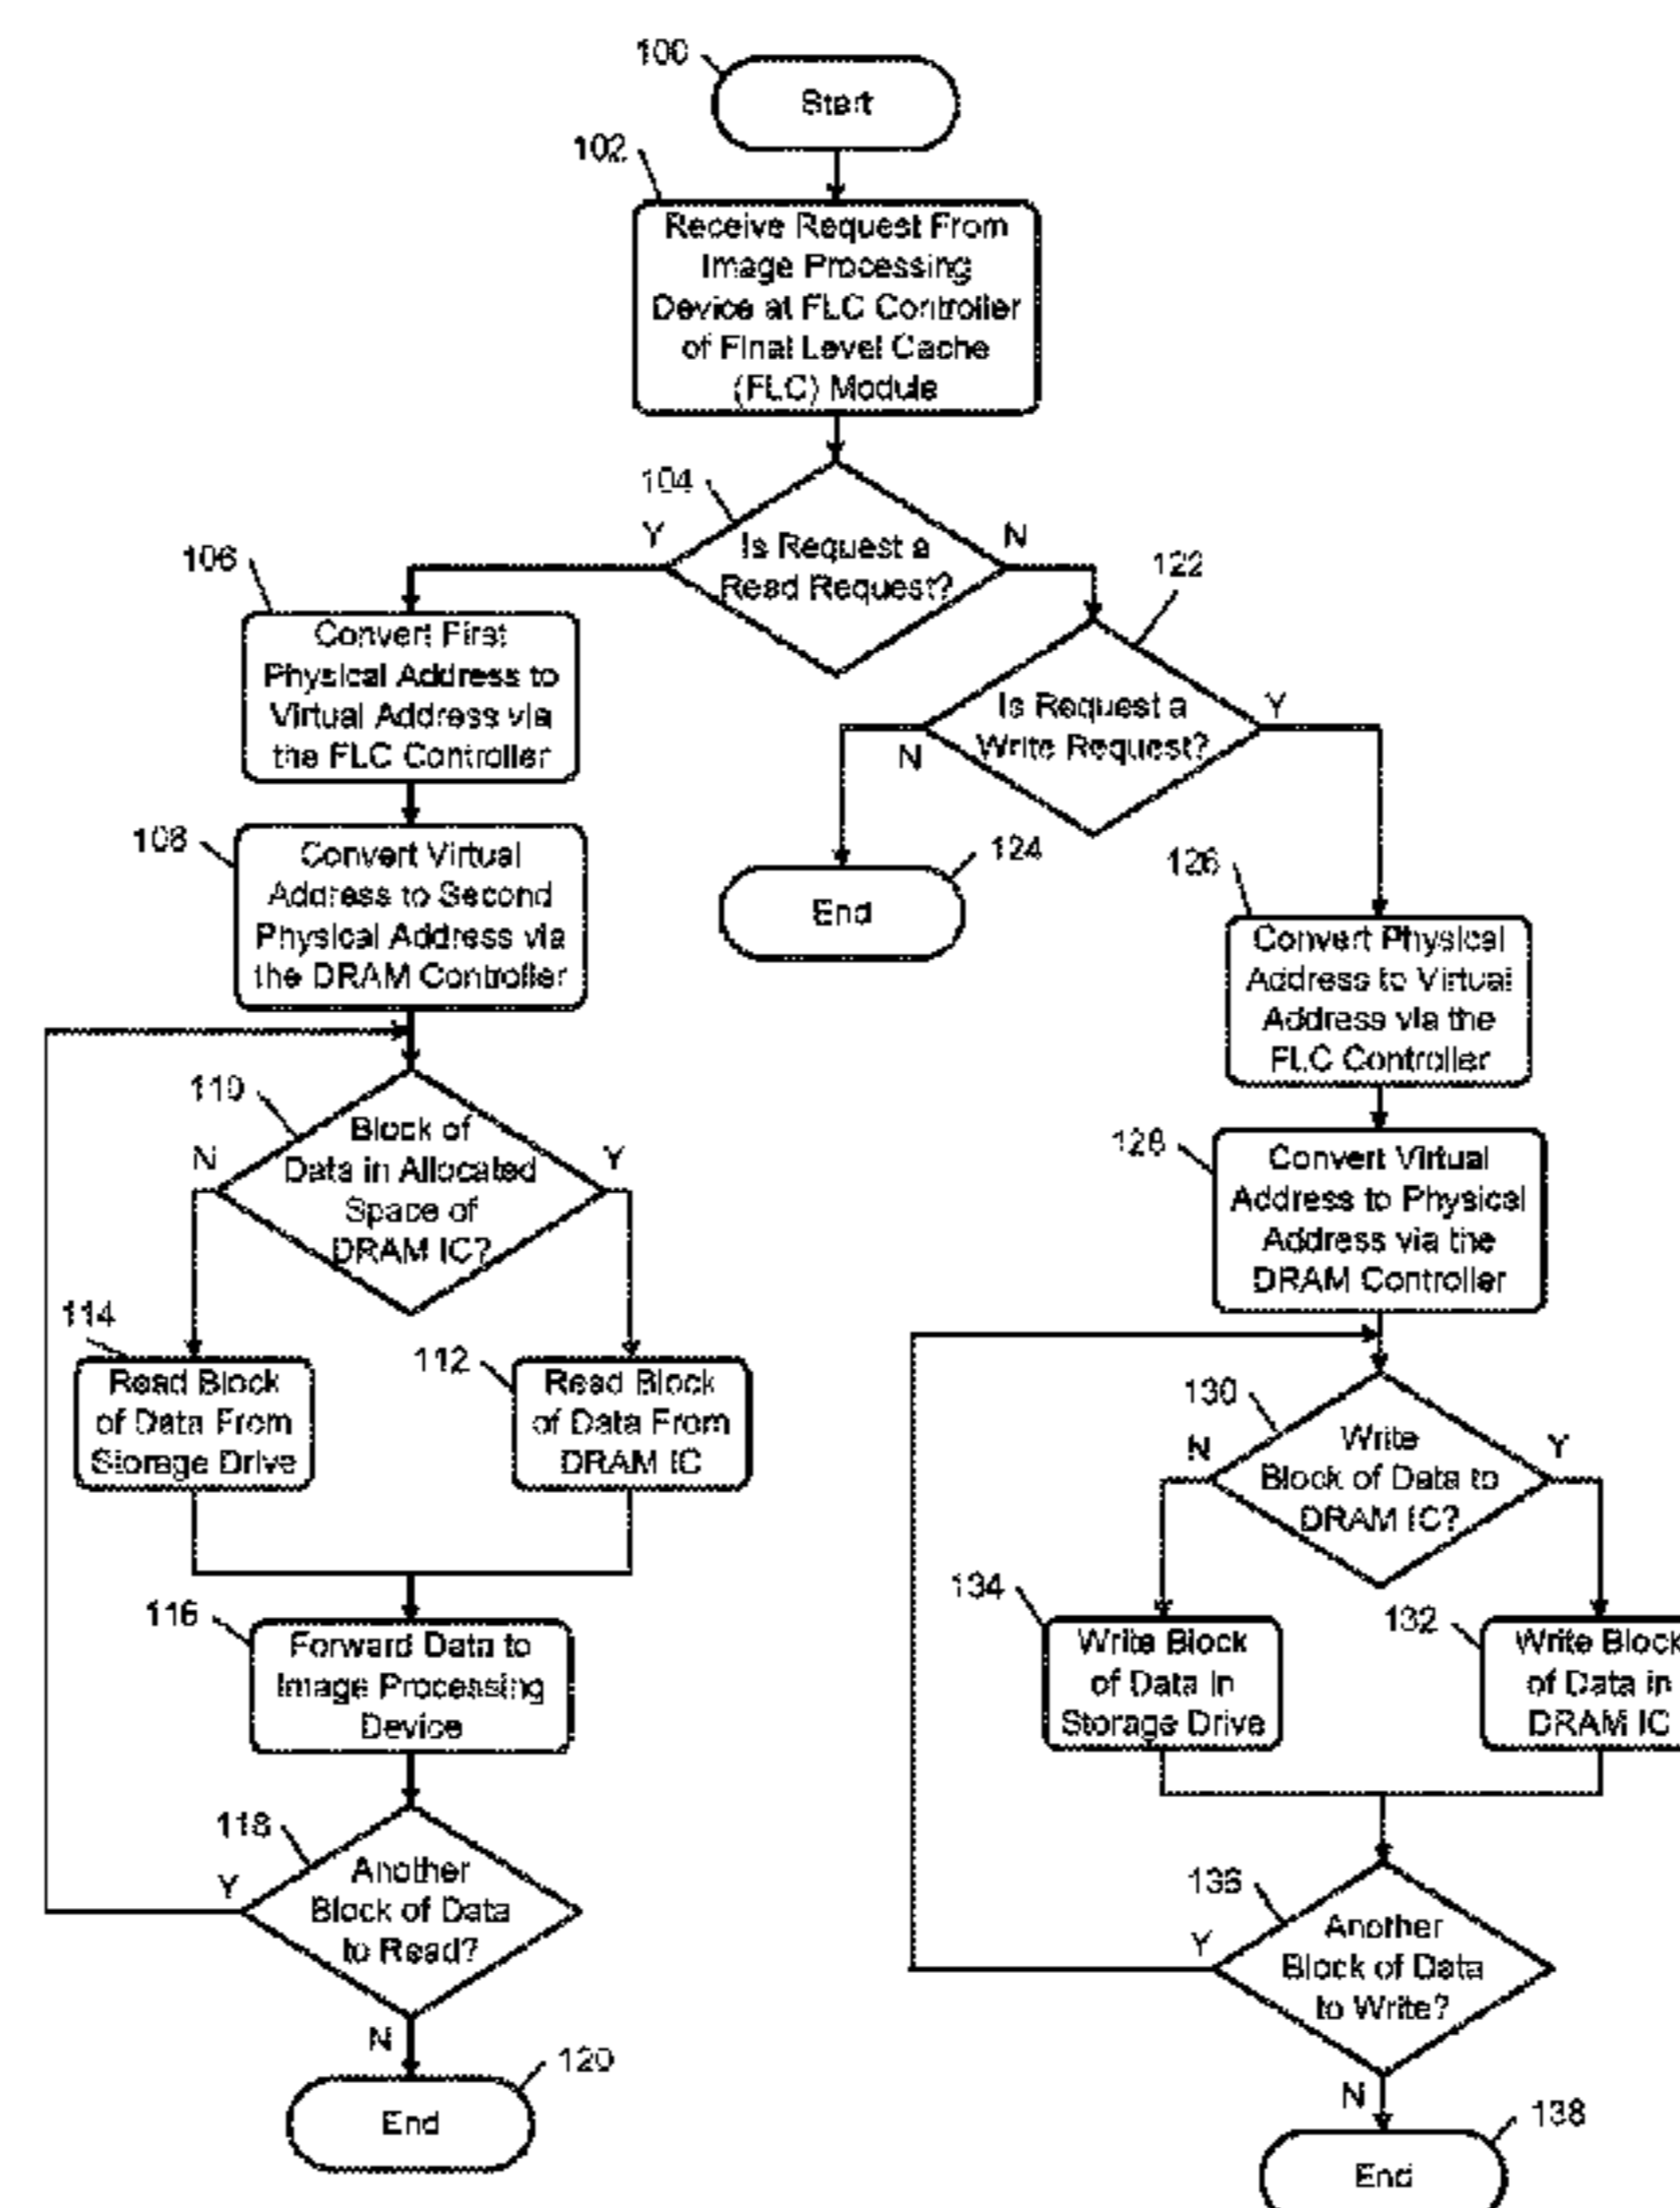 100
Start
102
Receive Request From
Image Processing
Device at FLC Controller
of Final Level Cache
(FLC) Module
104
Y
Is Request a
Read Request?
N
106
Convert First
Physical Address to
Virtual Address via
the FLC Controller
108
Convert Virtual
Address to Second
Physical Address via
the DRAM Controller
110
N
Block of
Data in Allocated
Space of
DRAM IC?
Y
114
Read Block
of Data From
Storage Drive
112
Read Block
of Data From
DRAM IC
116
Forward Data to
Image Processing
Device
118
Y
Another
Block of Data
to Read?
N
120
End
122
Is Request a
Write Request?
N
Y
124
End
126
Convert Physical
Address to Virtual
Address via the
FLC Controller
128
Convert Virtual
Address to Physical
Address via the
DRAM Controller
130
N
Write
Block of Data to
DRAM IC?
Y
134
Write Block
of Data in
Storage Drive
132
Write Block
of Data in
DRAM IC
136
Y
Another
Block of Data
to Write?
N
138
End